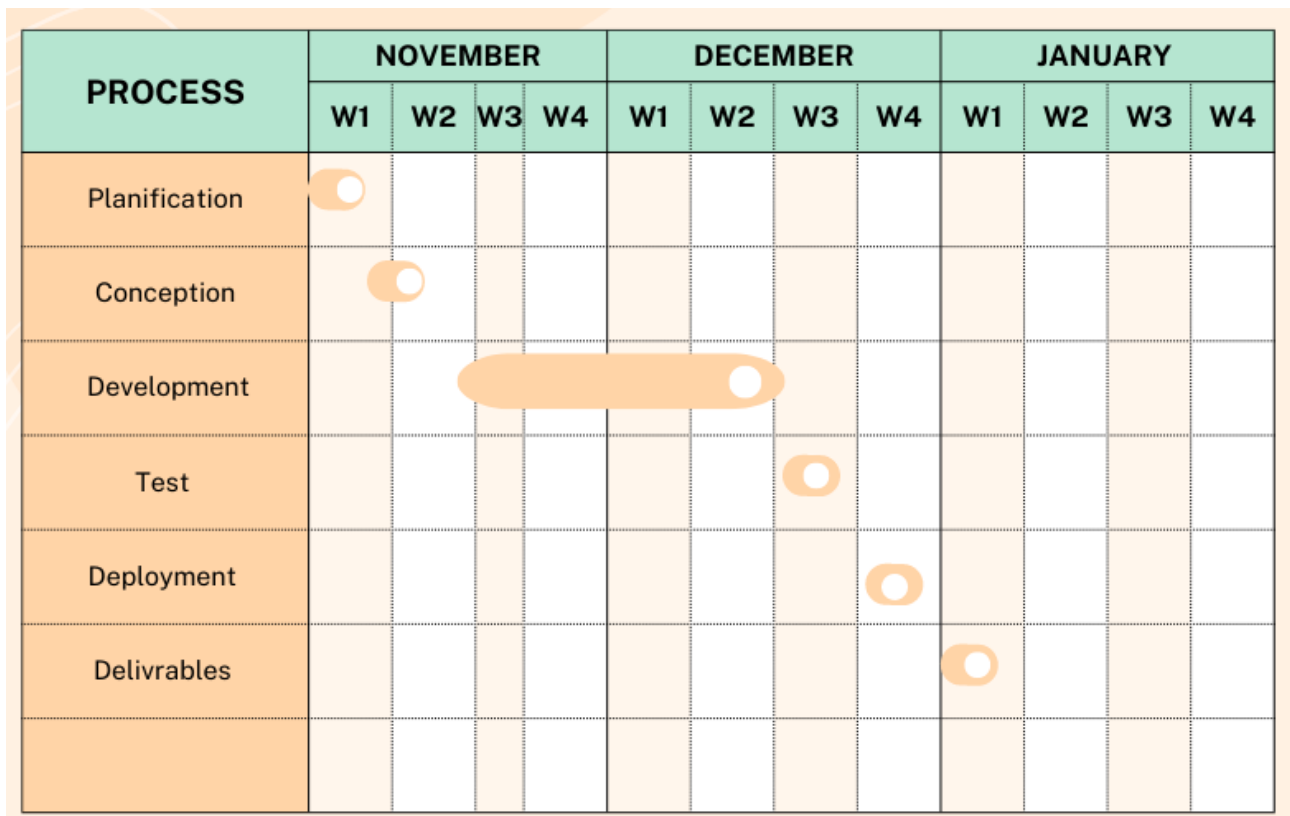 PROCESS
NOVEMBER DECEMBER JANUARY
W1 W2 W3 W4 W1 W2 W3 W4 W1 W2 W3 W4
Planification
Conception
Development
Test
Deployment
Delivrables